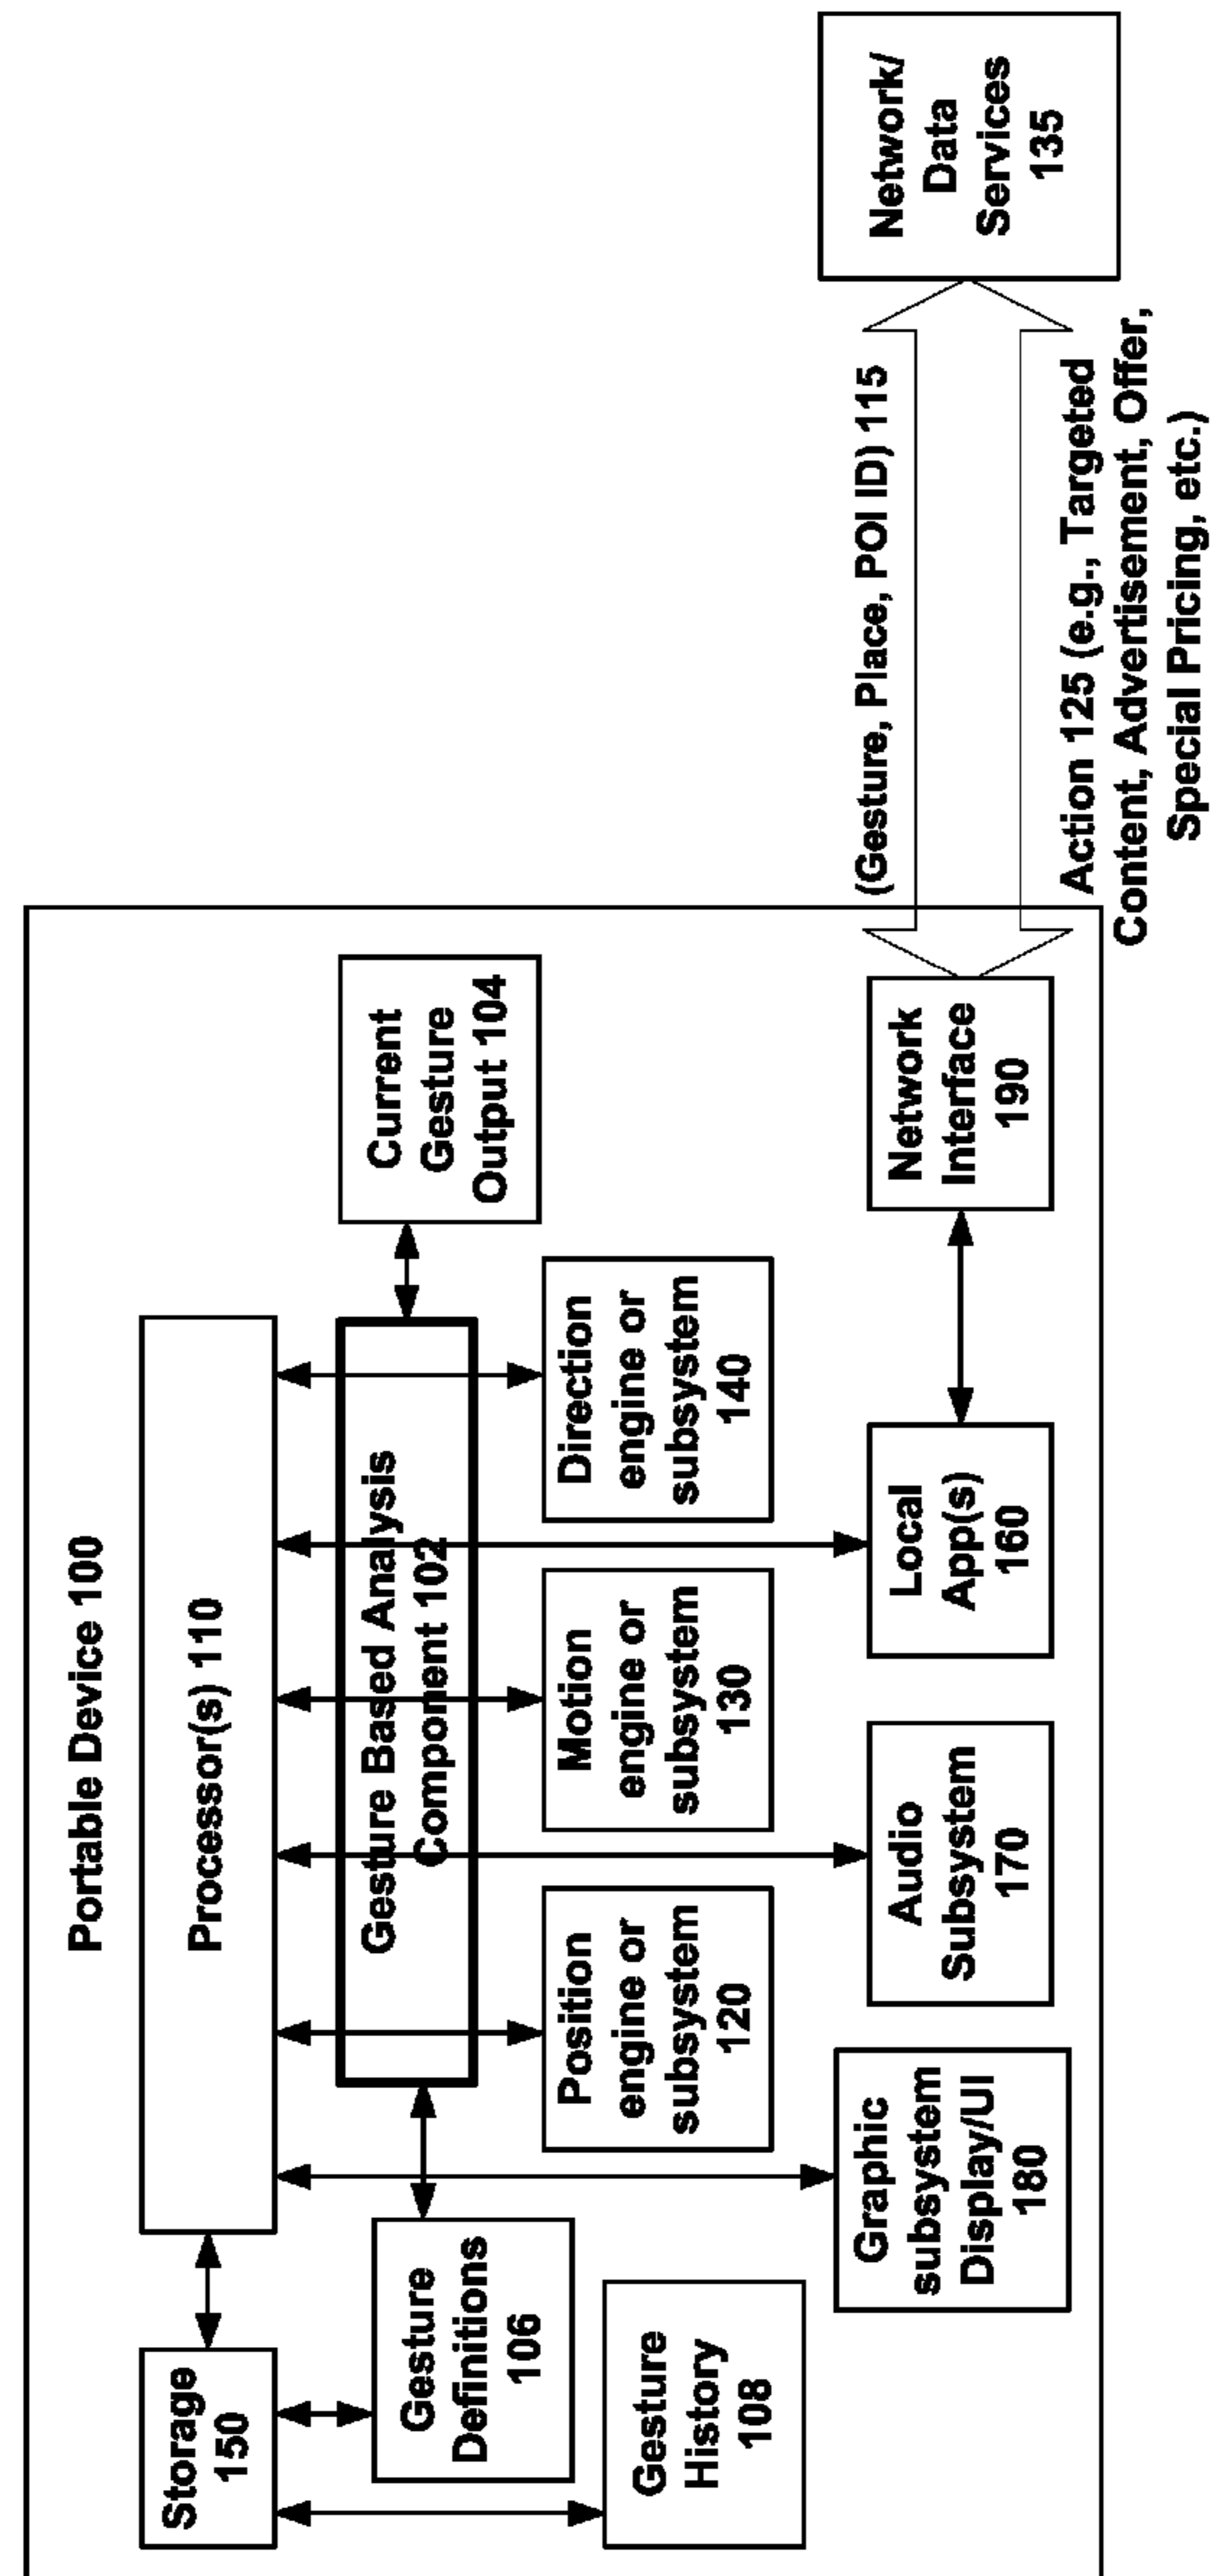 Portable Device 100
Storage
150
Processor(s) 110
Gesture
Definitions
106
Gesture Based Analysis
Component 102
Current
Gesture
Output 104
Gesture
History
108
Position
engine or
subsystem
120
Motion
engine or
subsystem
130
Direction
engine or
subsystem
140
Graphic
subsystem
Display/UI
180
Audio
Subsystem
170
Local
App(s)
160
Network
Interface
190
(Gesture, Place, POI ID) 115
Action 125 (e.g., Targeted
Content, Advertisement, Offer,
Special Pricing, etc.)
Network/
Data
Services
135